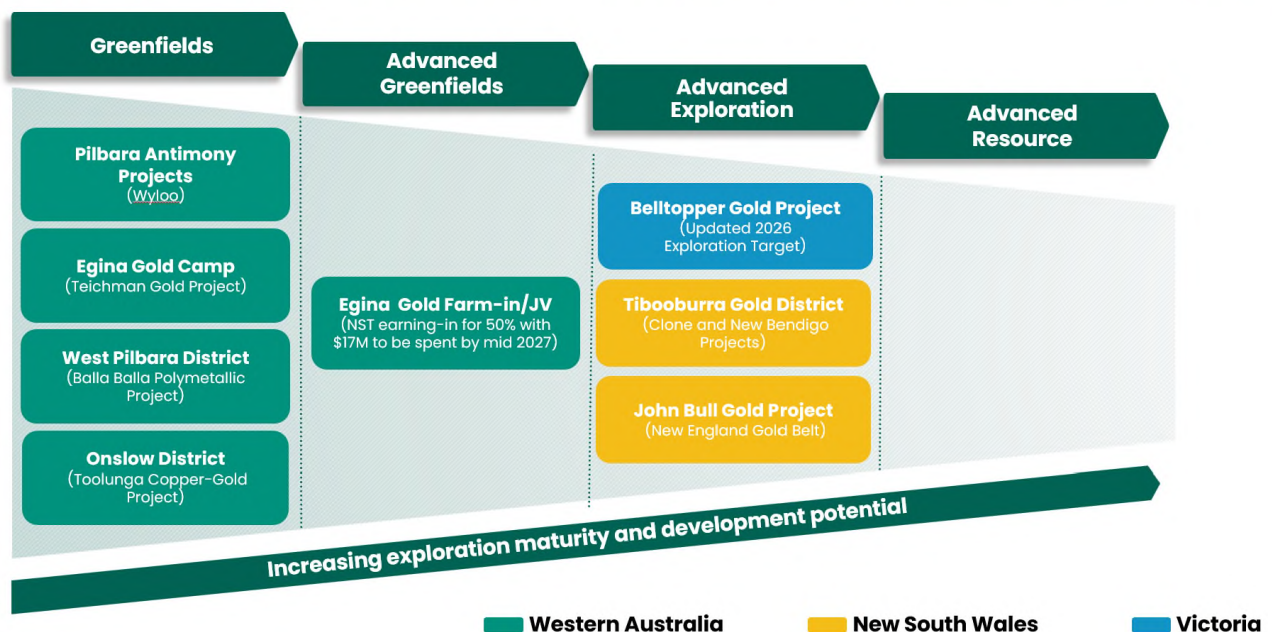 Greenfields
Advanced
Greenfields
Advanced
Exploration
Advanced
Resource
Pilbara Antimony
Projects
(Wyloo)
Egina Gold Camp
(Teichman Gold Project)
West Pilbara District
(Balla Balla Polymetallic
Project)
Onslow District
(Toolunga Copper-Gold
Project)
Egina Gold Farm-in/JV
(NST earning-in for 50% with
$17M to be spent by mid 2027)
Belltopper Gold Project
(Updated 2026
Exploration Target)
Tibooburra Gold District
(Clone and New Bendigo
Projects)
John Bull Gold Project
(New England Gold Belt)
Increasing exploration maturity and development potential
Western Australia
New South Wales
Victoria